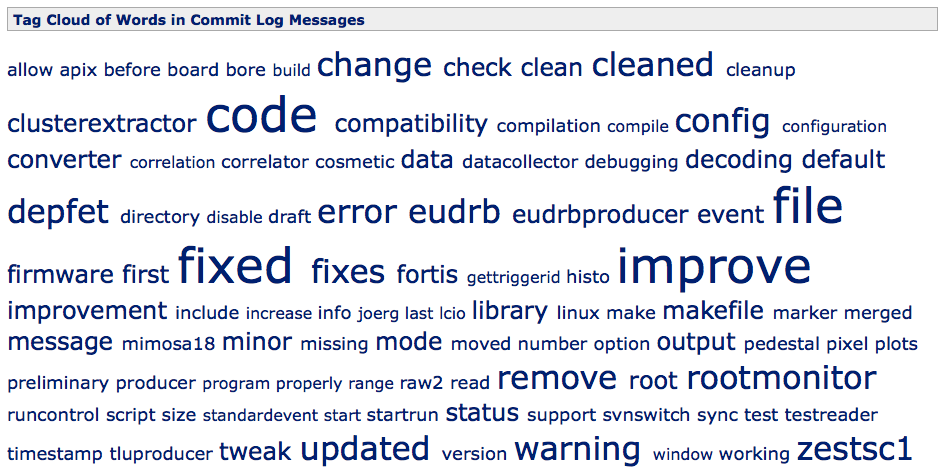 Tag Cloud of Words in Commit Log Messages
allow apix before board bore build change check clean cleaned cleanup
clusterextractor code compatibility compilation compile config configuration
converter correlation correlator cosmetic data datacollector debugging decoding default
depfet directory disable draft error eudrb eudrbproducer event file
firmware first fixed fixes fortis gettriggerid histo improve
improvement include increase info joerg last lcio library linux make makefile marker merged
message mimosa18 minor missing mode moved number option output pedestal pixel plots
preliminary producer program properly range raw2 read remove root rootmonitor
runcontrol script size standardevent start startrun status support svnswitch sync test testreader
timestamp tluproducer tweak updated version warning window working zestsc1